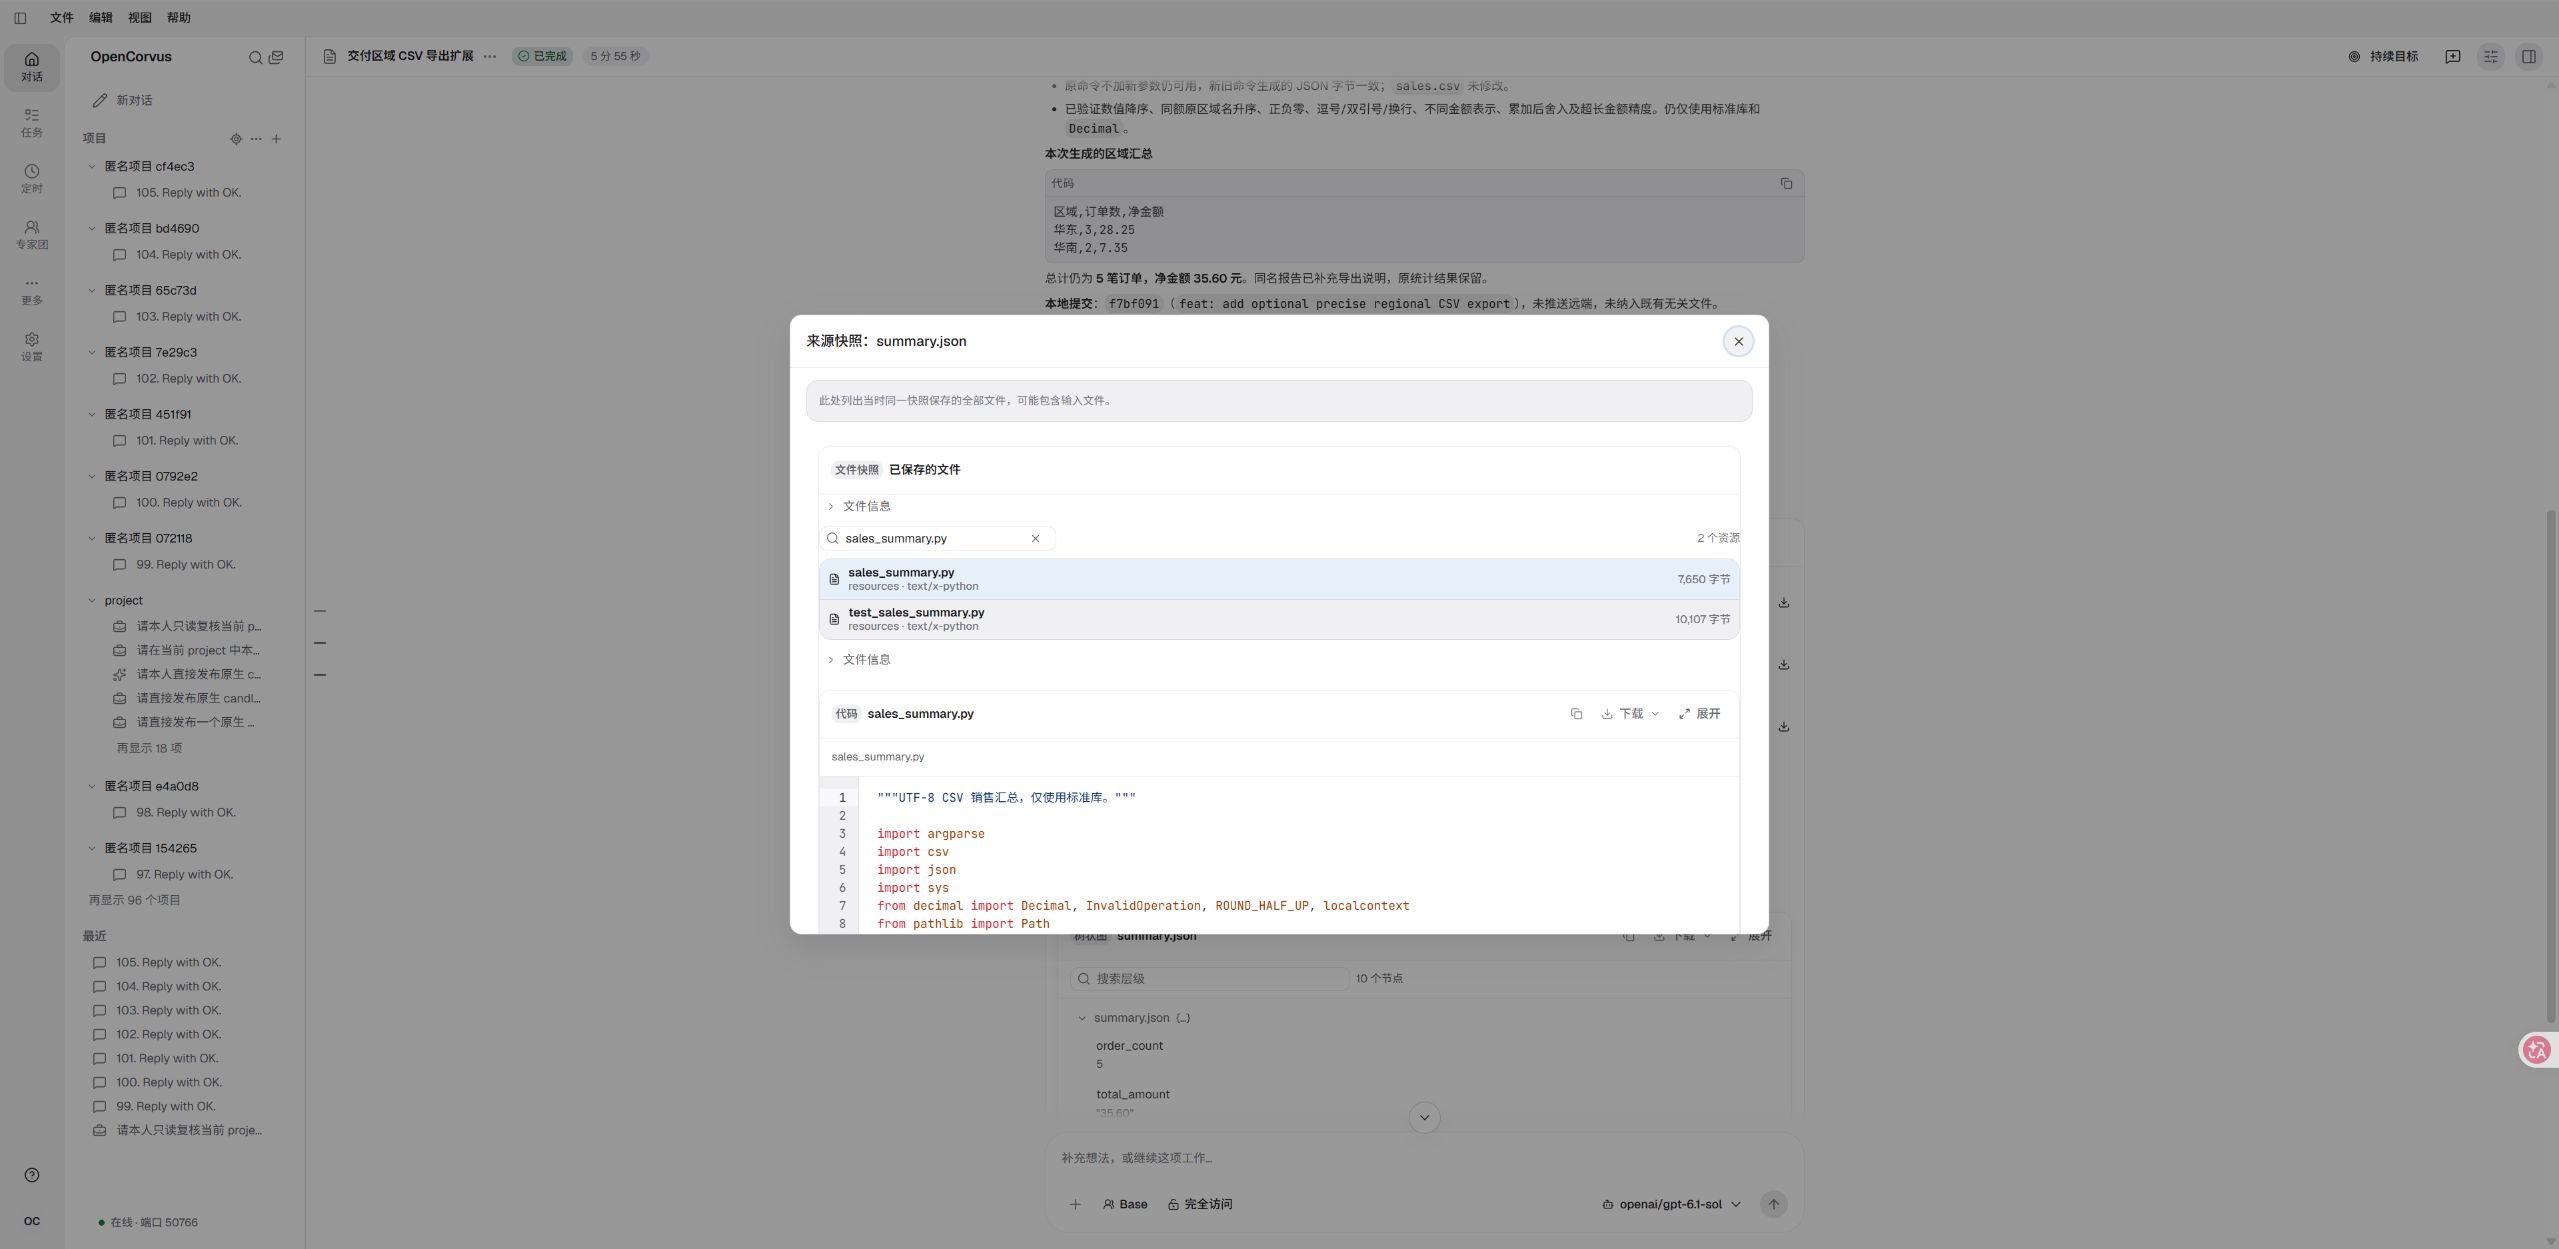 文件 编辑 视图 帮助
对话
任务
定时
专家团
更多
设置
OC
OpenCorvus
新对话
项目
匿名项目 cf4ec3
105. Reply with OK.
匿名项目 bd4690
104. Reply with OK.
匿名项目 65c73d
103. Reply with OK.
匿名项目 7e29c3
102. Reply with OK.
匿名项目 451f91
101. Reply with OK.
匿名项目 0792e2
100. Reply with OK.
匿名项目 072118
99. Reply with OK.
project
请本人只读复核当前 p...
请在当前 project 中本...
请本人直接发布原生 c...
请直接发布原生 candl...
请直接发布一个原生 ...
再显示 18 项
匿名项目 e4a0d8
98. Reply with OK.
匿名项目 154265
97. Reply with OK.
再显示 96 个项目
最近
105. Reply with OK.
104. Reply with OK.
103. Reply with OK.
102. Reply with OK.
101. Reply with OK.
100. Reply with OK.
99. Reply with OK.
请本人只读复核当前 proje...
在线 · 端口 50766
交付区域 CSV 导出扩展 ··· 已完成 5 分 55 秒
持续目标
• 原命令不加新参数仍可用，新旧命令生成的 JSON 字节一致；sales.csv 未修改。
• 已验证数值降序、同额原区域名升序、正负零、逗号/双引号/换行、不同金额表示、累加后舍入及超长金额精度。仍仅使用标准库和
Decimal。
本次生成的区域汇总
代码
区域,订单数,净金额
华东,3,28.25
华南,2,7.35
总计仍为 5 笔订单，净金额 35.60 元。同名报告已补充导出说明，原统计结果保留。
本地提交： f7bf091 （ feat: add optional precise regional CSV export），未推送远端，未纳入既有无关文件。
来源快照：summary.json
此处列出当时同一快照保存的全部文件，可能包含输入文件。
文件快照 已保存的文件
文件信息
sales_summary.py
2 个资源
sales_summary.py
resources · text/x-python
7,650 字节
test_sales_summary.py
resources · text/x-python
10,107 字节
文件信息
代码 sales_summary.py
下载 展开
sales_summary.py
1 """UTF-8 CSV 销售汇总，仅使用标准库。"""
2
3 import argparse
4 import csv
5 import json
6 import sys
7 from decimal import Decimal, InvalidOperation, ROUND_HALF_UP, localcontext
8 from pathlib import Path
树状图 summary.json
下载 展开
搜索层级
10 个节点
summary.json {...}
order_count
5
total_amount
"35.60"
补充想法，或继续这项工作...
Base 完全访问
openai/gpt-6.1-sol